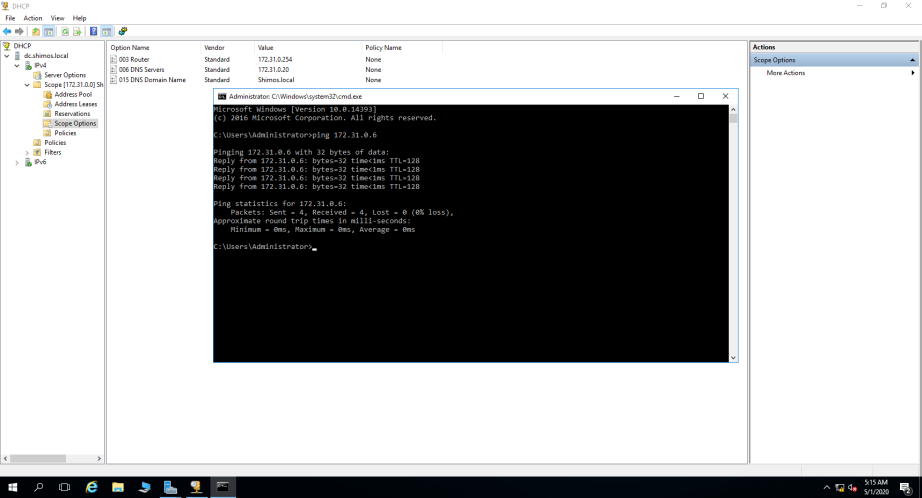 DHCP
File Action View Help
DHCP
dc.shimos.local
IPv4
Server Options
Scope [172.31.0.0] Sh
Address Pool
Address Leases
Reservations
Scope Options
Policies
Policies
Filters
IPv6
Option Name Vendor Value Policy Name
003 Router Standard 172.31.0.254 None
006 DNS Servers Standard 172.31.0.20 None
015 DNS Domain Name Standard Shimos.local None
Administrator: C:\Windows\system32\cmd.exe
Microsoft Windows [Version 10.0.14393]
(c) 2016 Microsoft Corporation. All rights reserved.
C:\Users\Administrator>ping 172.31.0.6
Pinging 172.31.0.6 with 32 bytes of data:
Reply from 172.31.0.6: bytes=32 time<1ms TTL=128
Reply from 172.31.0.6: bytes=32 time<1ms TTL=128
Reply from 172.31.0.6: bytes=32 time<1ms TTL=128
Reply from 172.31.0.6: bytes=32 time<1ms TTL=128
Ping statistics for 172.31.0.6:
Packets: Sent = 4, Received = 4, Lost = 0 (0% loss),
Approximate round trip times in milli-seconds:
Minimum = 0ms, Maximum = 0ms, Average = 0ms
C:\Users\Administrator>
Actions
Scope Options
More Actions
5:15 AM
5/1/2020